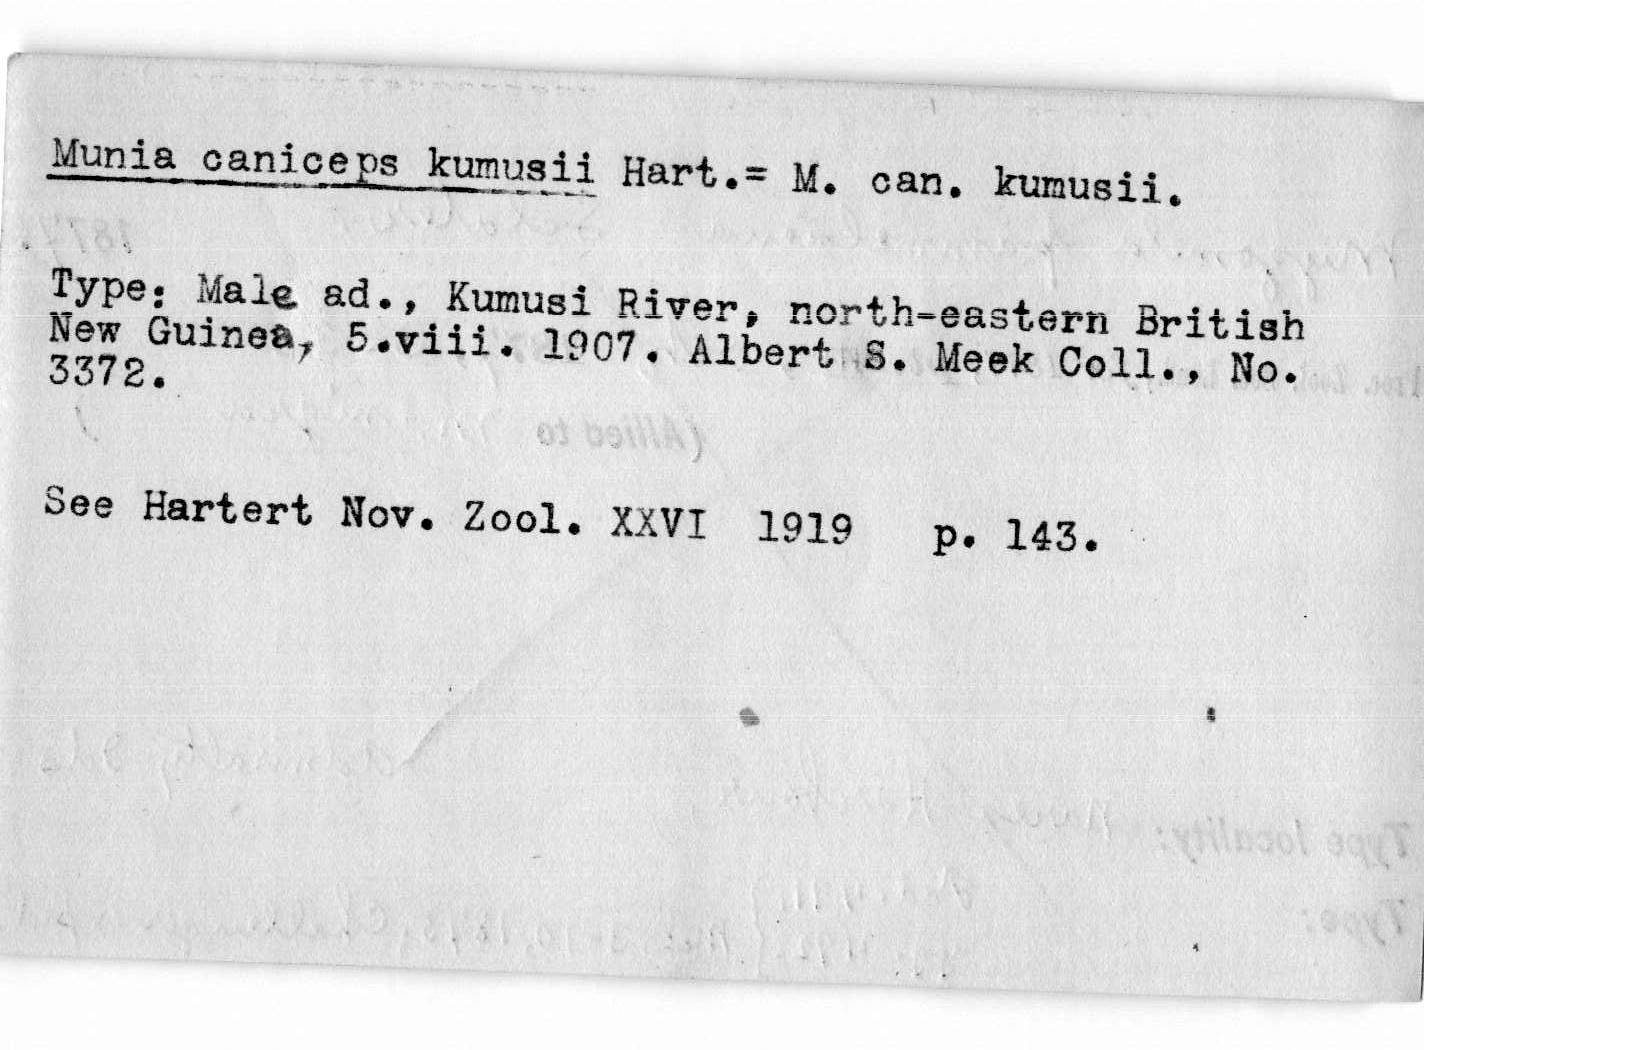 Munia caniceps kumusii Hart.= M. can. kumusii.
Type: Male ad., Kumusi River, north-eastern British
New Guinea, 5.viii. 1907. Albert S. Meek Coll., No.
3372.
See Hartert Nov. Zool. XXVI 1919 p. 143.